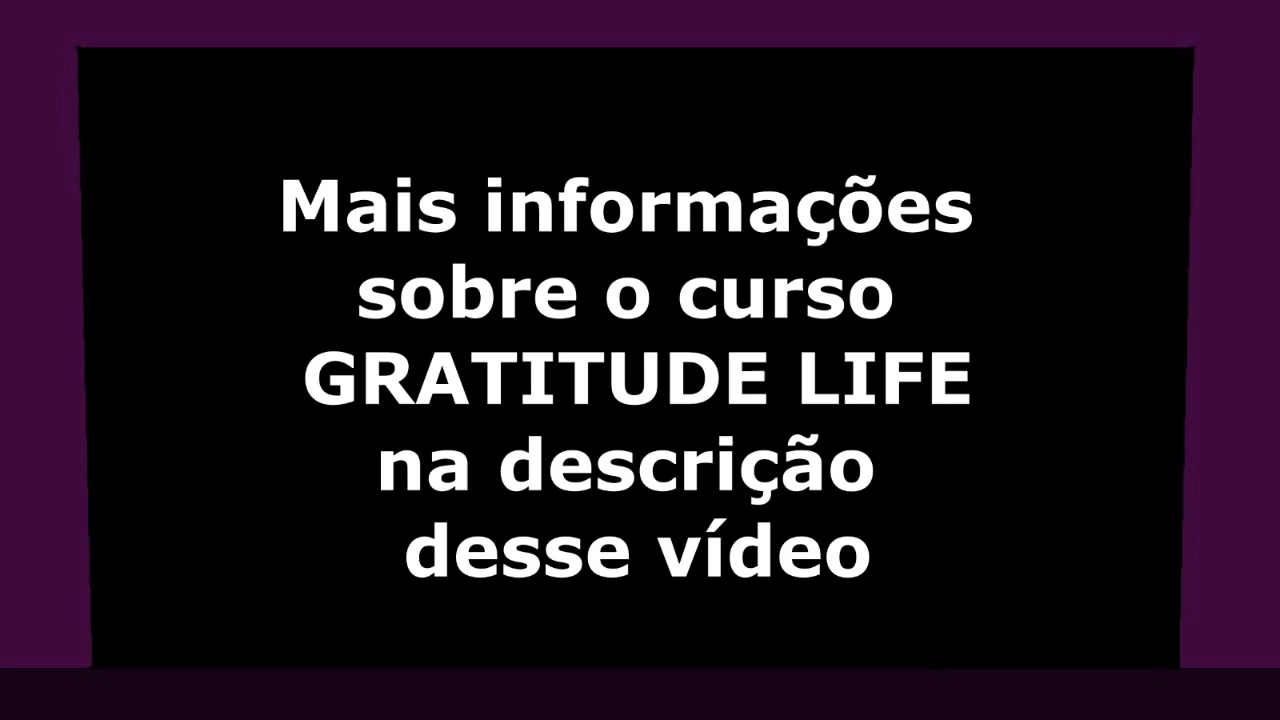 Mais informações
sobre o curso
GRATITUDE LIFE
na descrição
desse vídeo